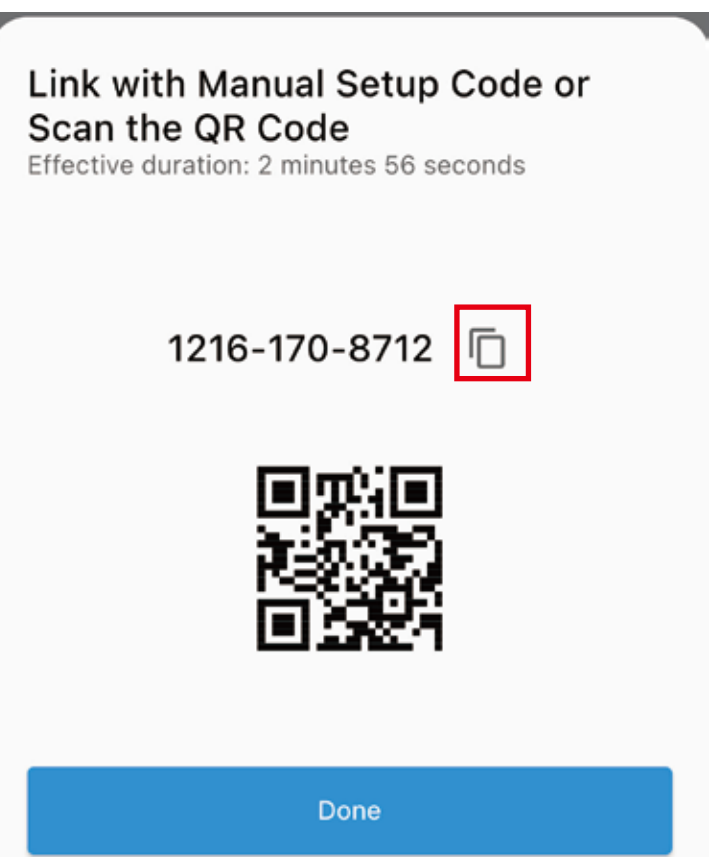 Link with Manual Setup Code or
Scan the QR Code
Effective duration: 2 minutes 56 seconds
1216-170-8712
Done